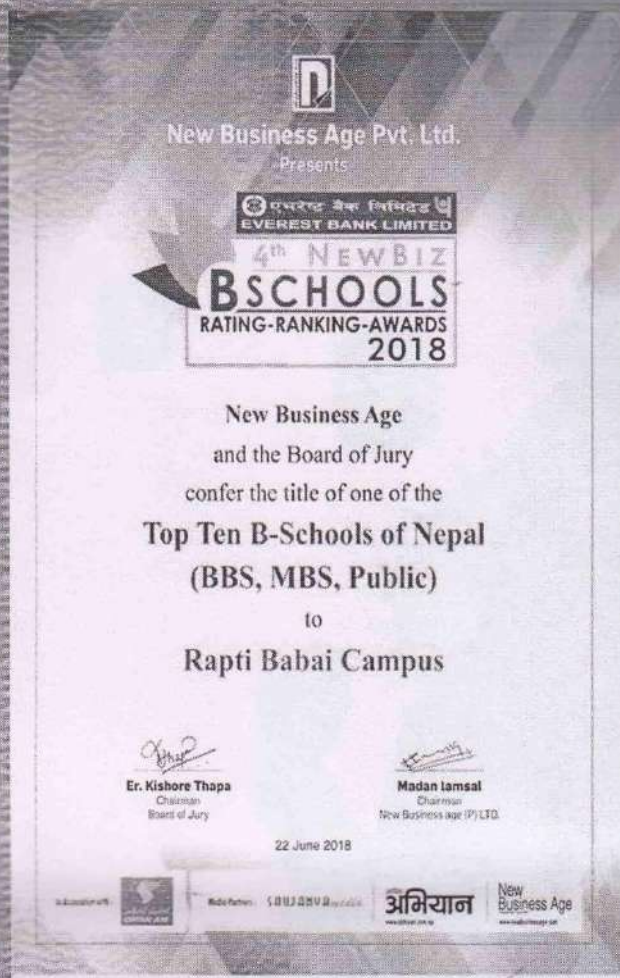 New Business Age Pvt. Ltd.
Presents
एभरेष्ट बैंक लिमिटेड
EVEREST BANK LIMITED
4th NEWBIZ
BSCHOOLS
RATING-RANKING-AWARDS
2018
New Business Age
and the Board of Jury
confer the title of one of the
Top Ten B-Schools of Nepal
(BBS, MBS, Public)
to
Rapti Babai Campus
Er. Kishore Thapa
Chairman
Board of Jury
Madan lamsal
Chairman
New Business age (P) LTD.
22 June 2018
Media Partners
अभियान
New
Business Age